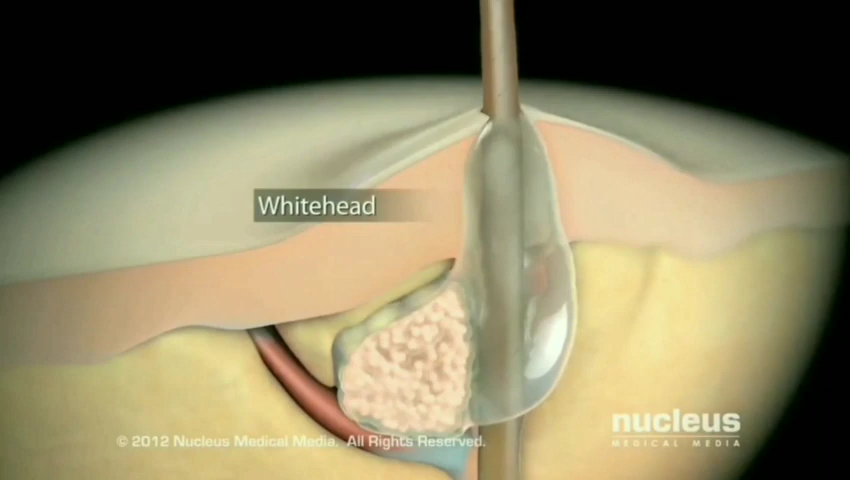 Whitehead
nucleus
MEDICAL MEDIA
© 2012 Nucleus Medical Media. All Rights Reserved.